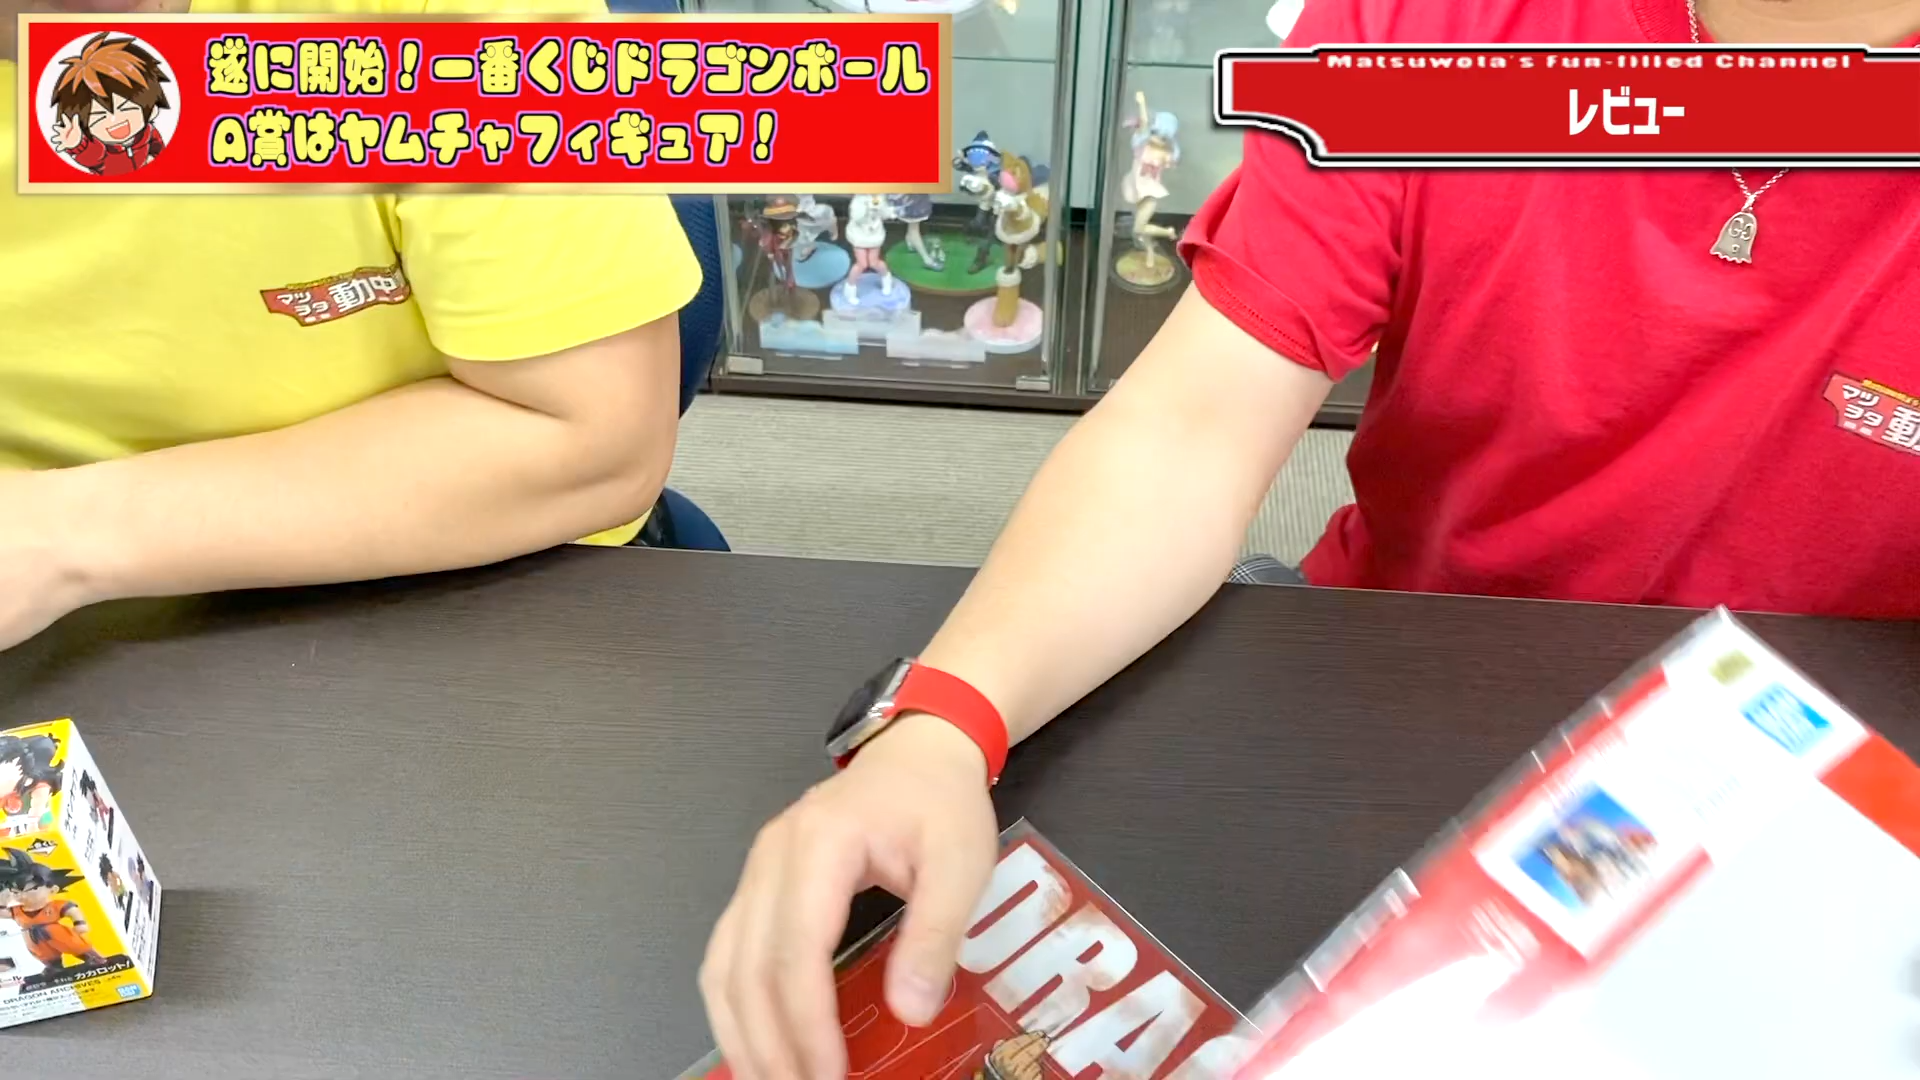 遂に開始！一番くじドラゴンボール
A賞はヤムチャフィギュア！
Matsuwota's Fun-filled Channel
レビュー
マツ
ヲタ
動中
マツ
ヲタ
動
カカロット！
DRAGON ARCHIVES
DRA